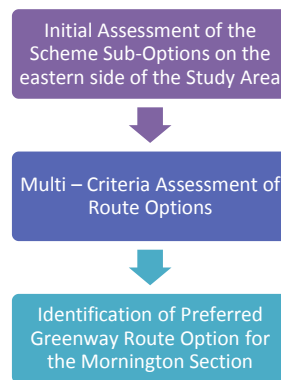 Initial Assessment of the
Scheme Sub-Options on the
eastern side of the Study Area
Multi – Criteria Assessment of
Route Options
Identification of Preferred
Greenway Route Option for
the Mornington Section